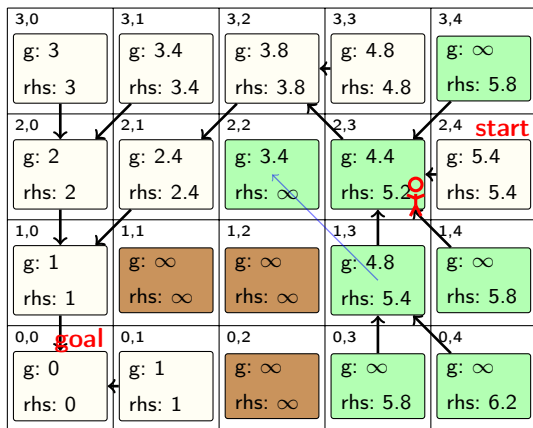 3,0 3,1 3,2 3,3 3,4
g: 3 g: 3.4 g: 3.8 g: 4.8 g: ∞
rhs: 3 rhs: 3.4 rhs: 3.8 rhs: 4.8 rhs: 5.8
2,0 2,1 2,2 2,3 2,4 start
g: 2 g: 2.4 g: 3.4 g: 4.4 g: 5.4
rhs: 2 rhs: 2.4 rhs: ∞ rhs: 5.2 rhs: 5.4
1,0 1,1 1,2 1,3 1,4
g: 1 g: ∞ g: ∞ g: 4.8 g: ∞
rhs: 1 rhs: ∞ rhs: ∞ rhs: 5.4 rhs: 5.8
0,0 goal 0,1 0,2 0,3 0,4
g: 0 g: 1 g: ∞ g: ∞ g: ∞
rhs: 0 rhs: 1 rhs: ∞ rhs: 5.8 rhs: 6.2